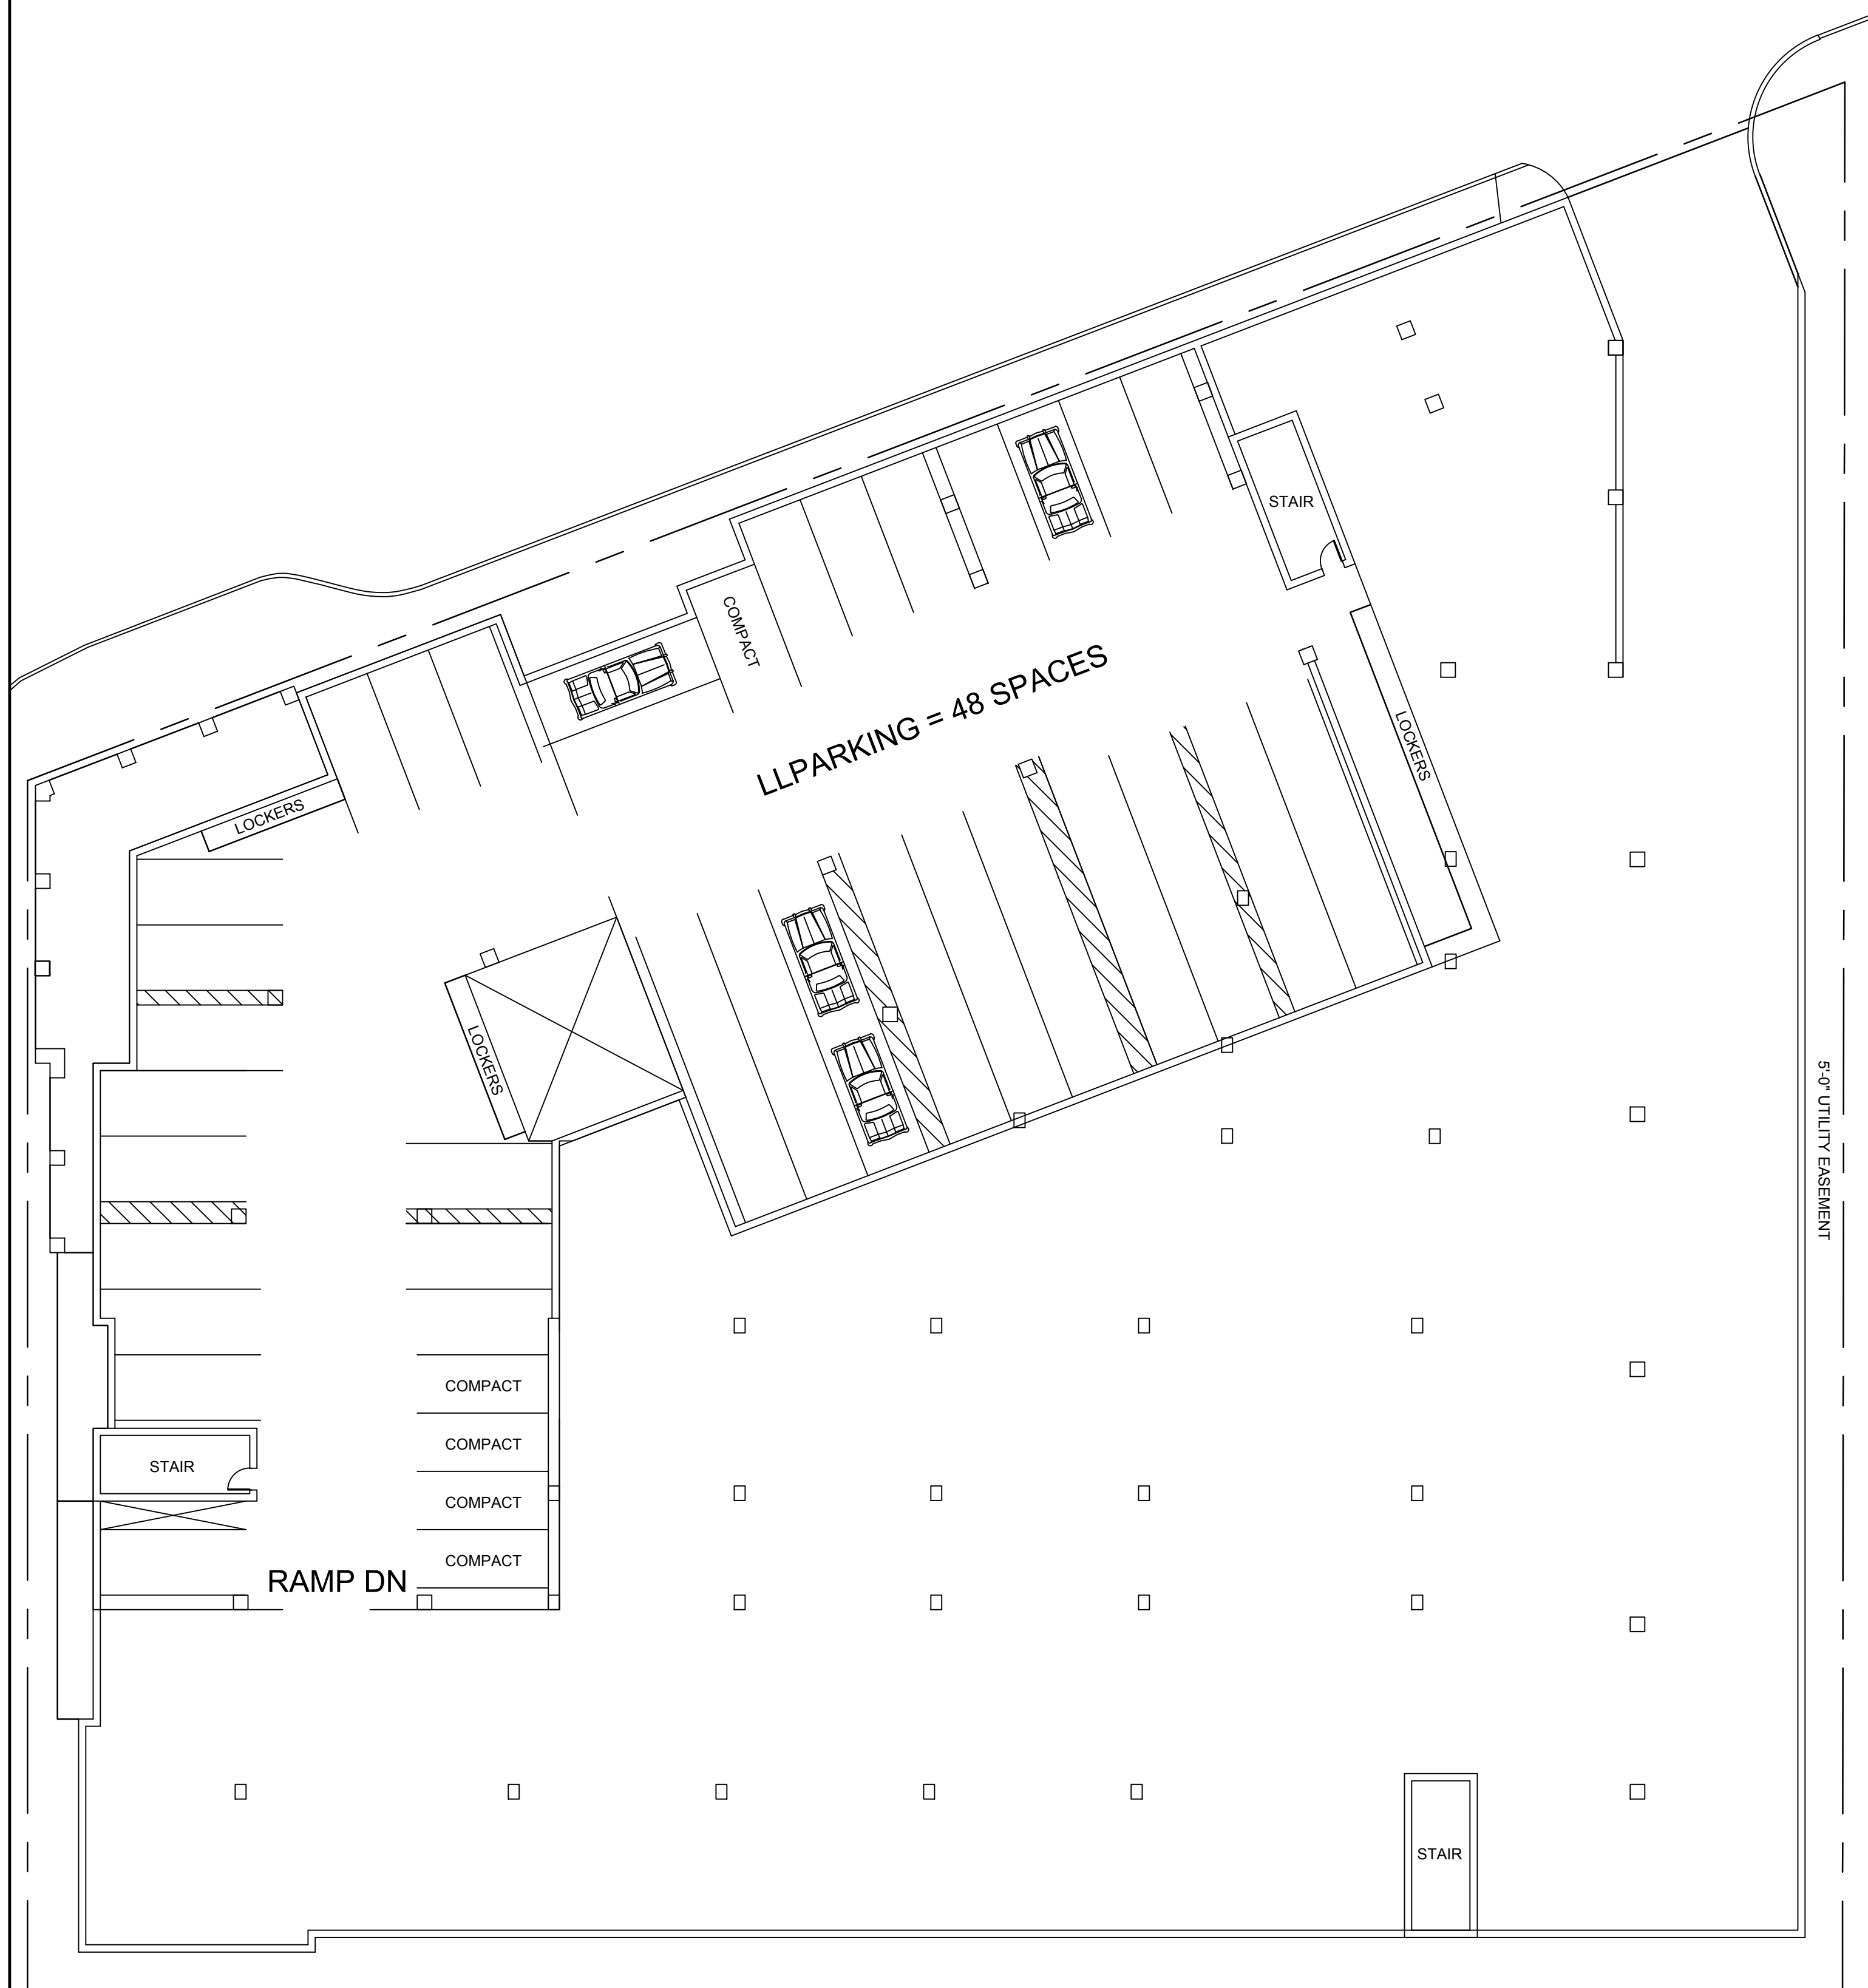 STAIR
COMPACT
LLPARKING = 48 SPACES
LOCKERS
LOCKERS
LOCKERS
5'-0" UTILITY EASEMENT
COMPACT
COMPACT
STAIR
COMPACT
COMPACT
RAMP DN
STAIR